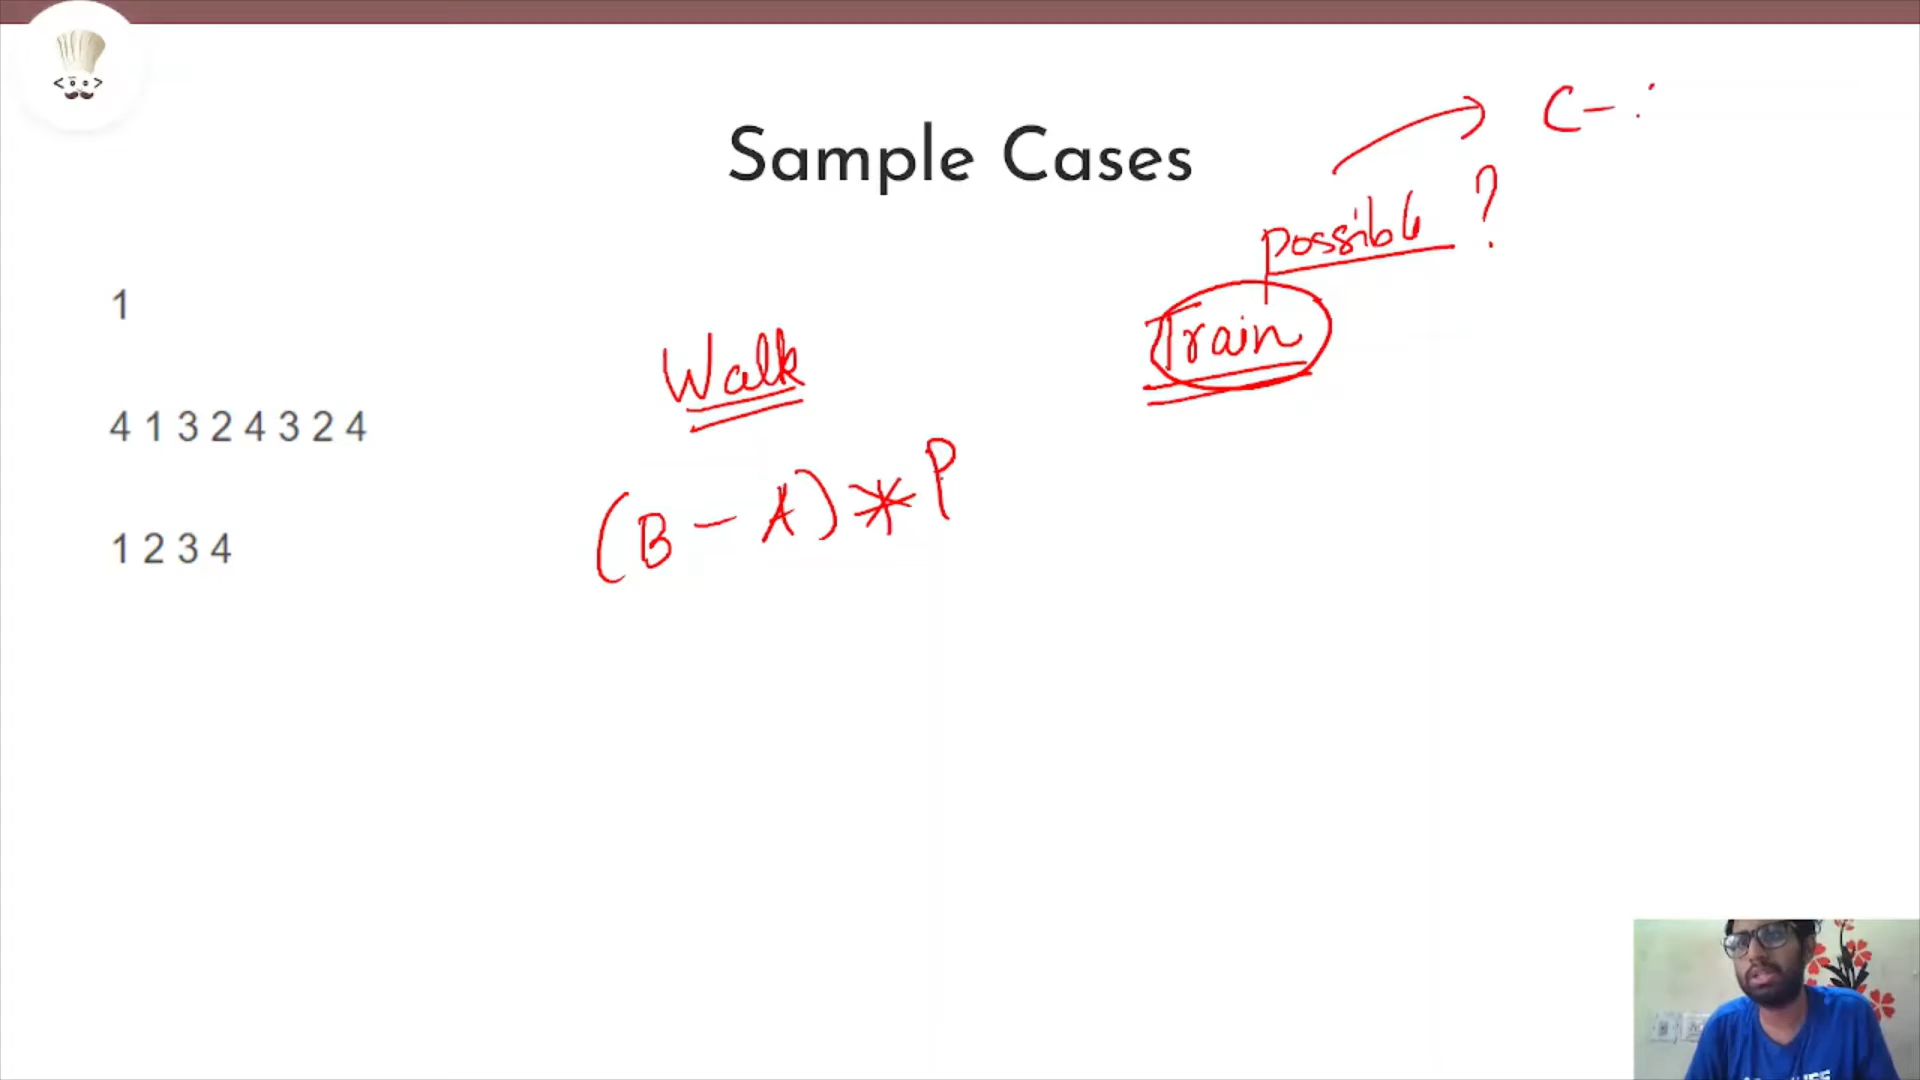 Sample Cases
C-
possible ?
Train
1
Walk
4 1 3 2 4 3 2 4
(B - A) * P
1 2 3 4